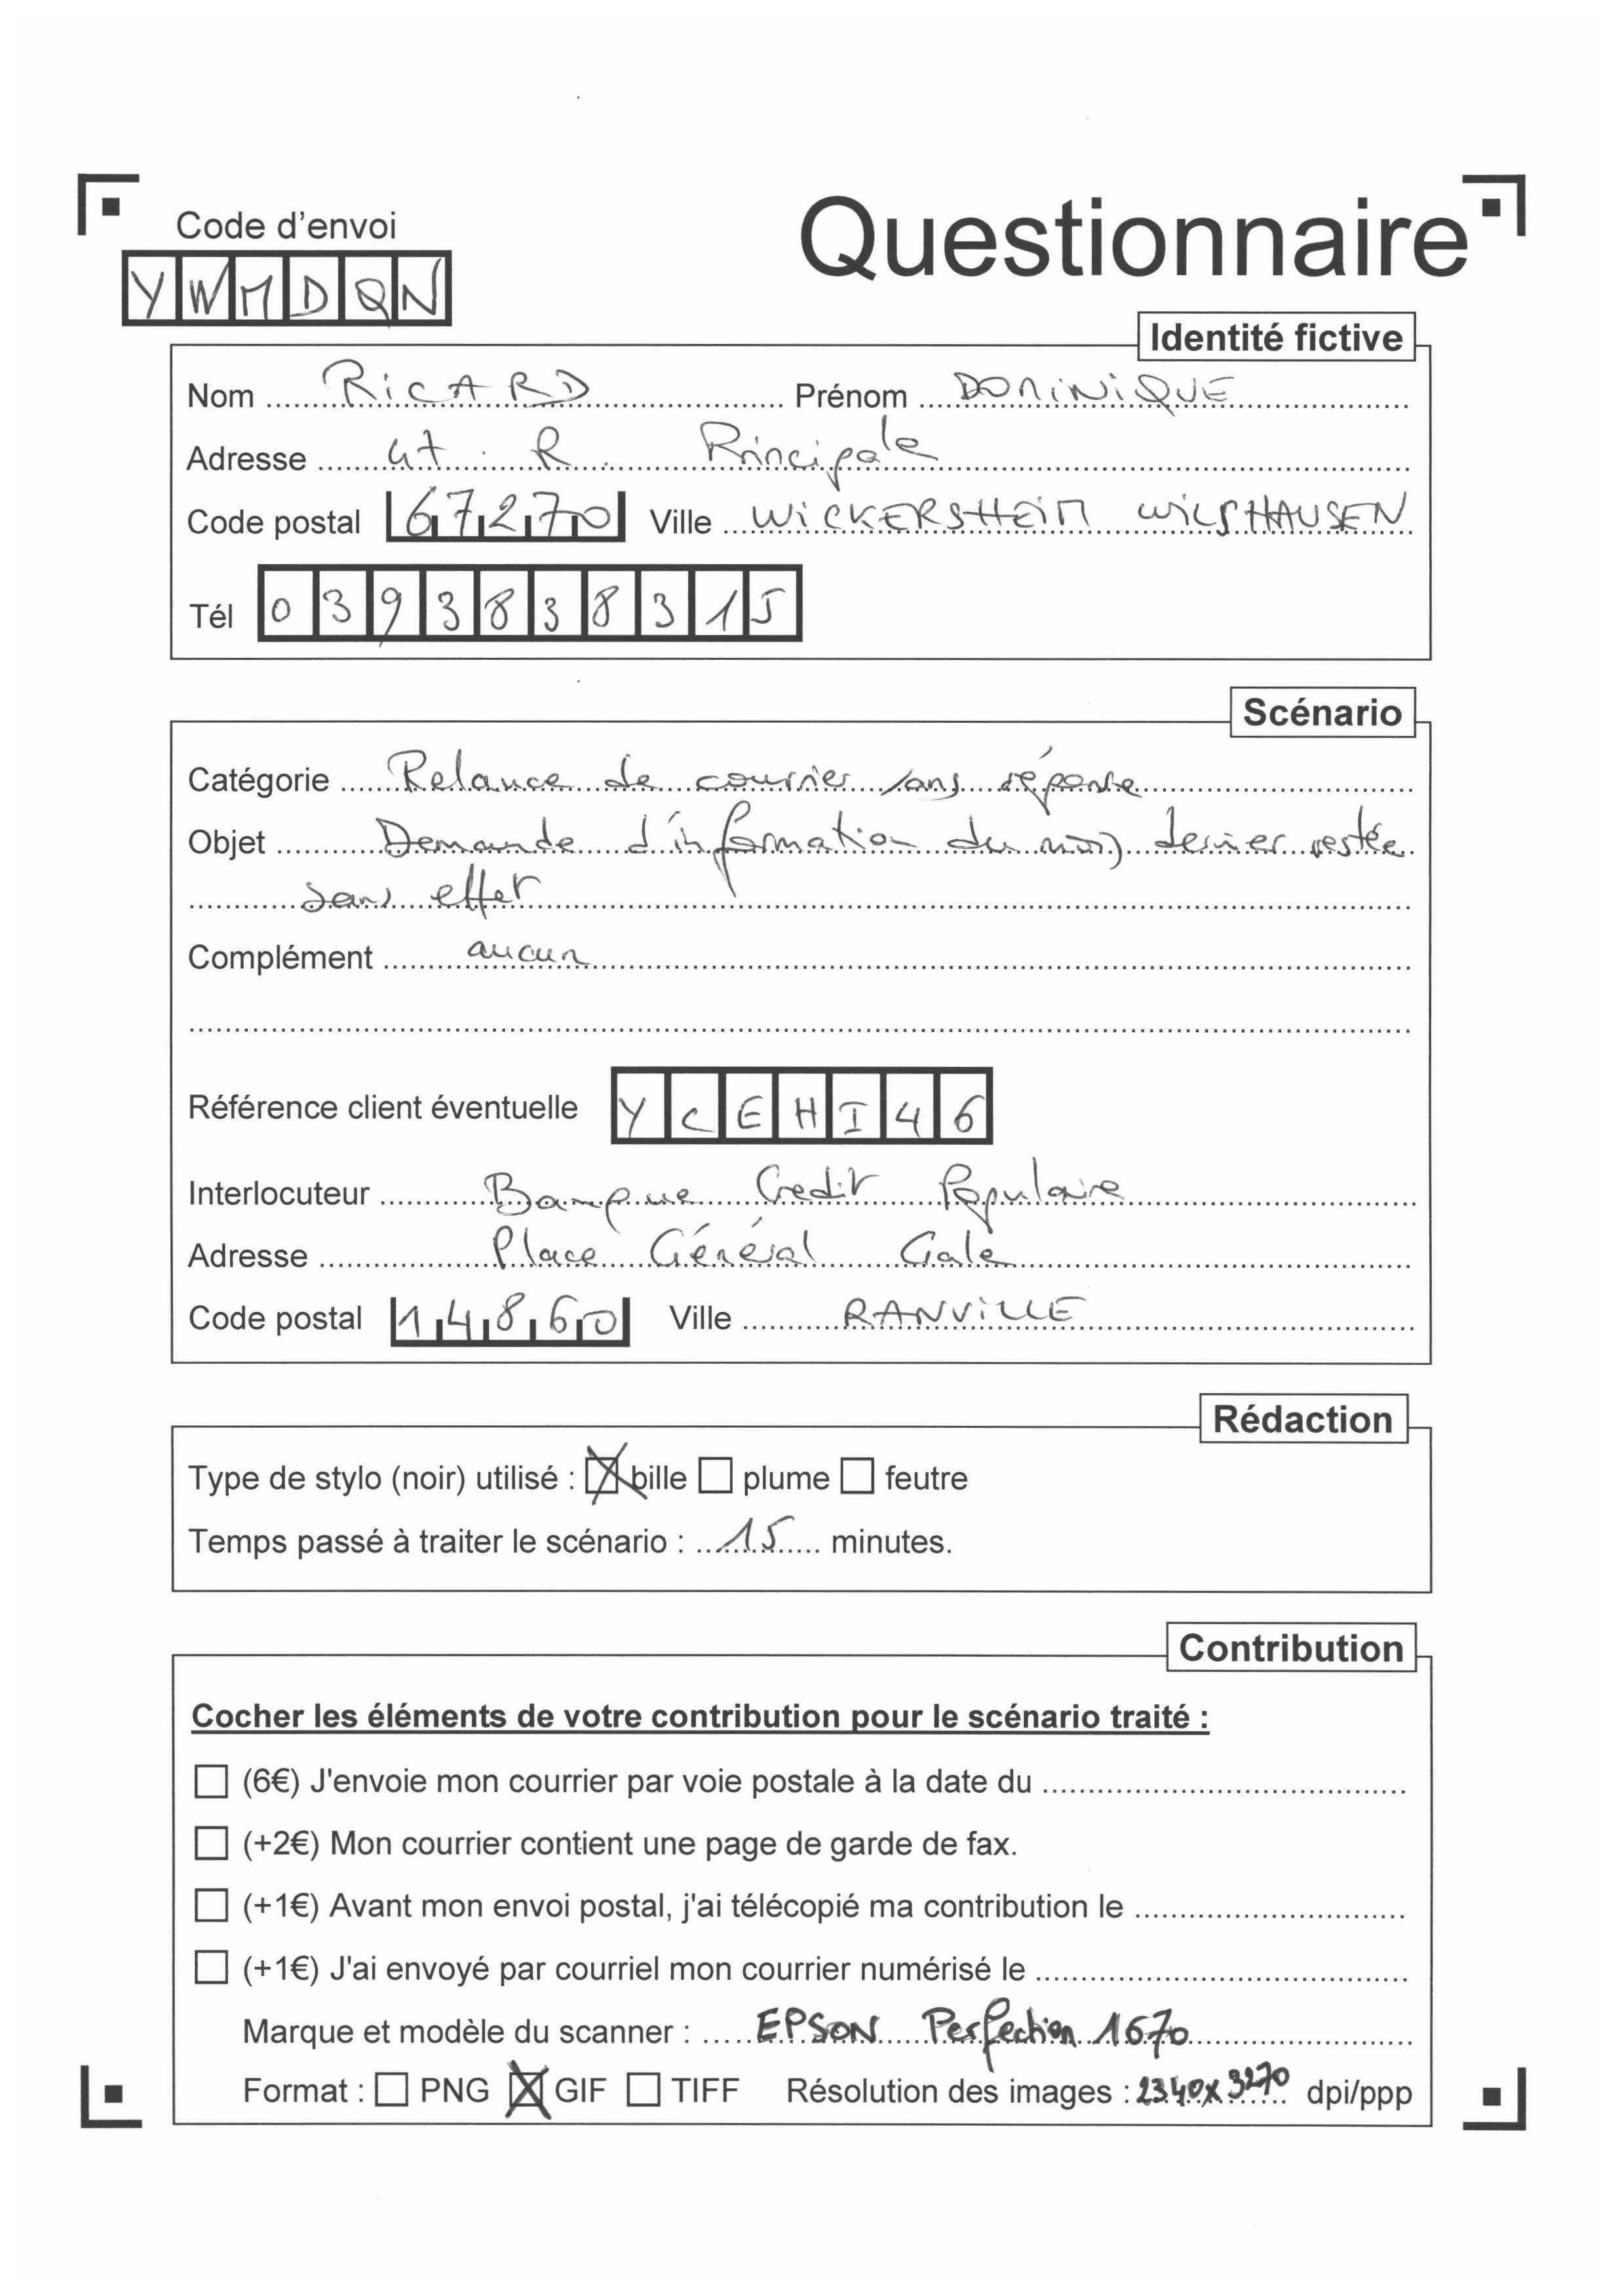 Code d'envoi
YWMDQN
Questionnaire
Identité fictive
Nom RiCARD Prénom DOMiNiQUE
Adresse R Principale
Code postal 67270 Ville WiCKERSHEiM WILSHAUSEN
Tél 0393838315
Scénario
Catégorie Relance de courrier sans réponse
Objet Demande d'information du mois dernier restée
sans effet
Complément aucun
Référence client éventuelle YCEHI46
Interlocuteur Banque Credit Populaire
Adresse Place Général Gale
Code postal 14860 Ville RANViLLE
Rédaction
Type de stylo (noir) utilisé : bille plume feutre
Temps passé à traiter le scénario : 15 minutes.
Contribution
Cocher les éléments de votre contribution pour le scénario traité :
(6€) J'envoie mon courrier par voie postale à la date du
(+2€) Mon courrier contient une page de garde de fax.
(+1€) Avant mon envoi postal, j'ai télécopié ma contribution le
(+1€) J'ai envoyé par courriel mon courrier numérisé le
Marque et modèle du scanner : EPSON Perfection 1670
Format : PNG GIF TIFF Résolution des images : 2340x3270 dpi/ppp